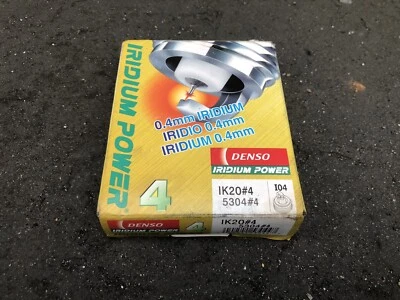 IRIDIUM POWER
4
0.4mm IRIDIUM
IRIDIO 0.4mm
IRIDIUM 0.4mm
DENSO
IRIDIUM POWER
IK20#4
5304#4
I04
DENSO
IRIDIUM POWER
IK20#4